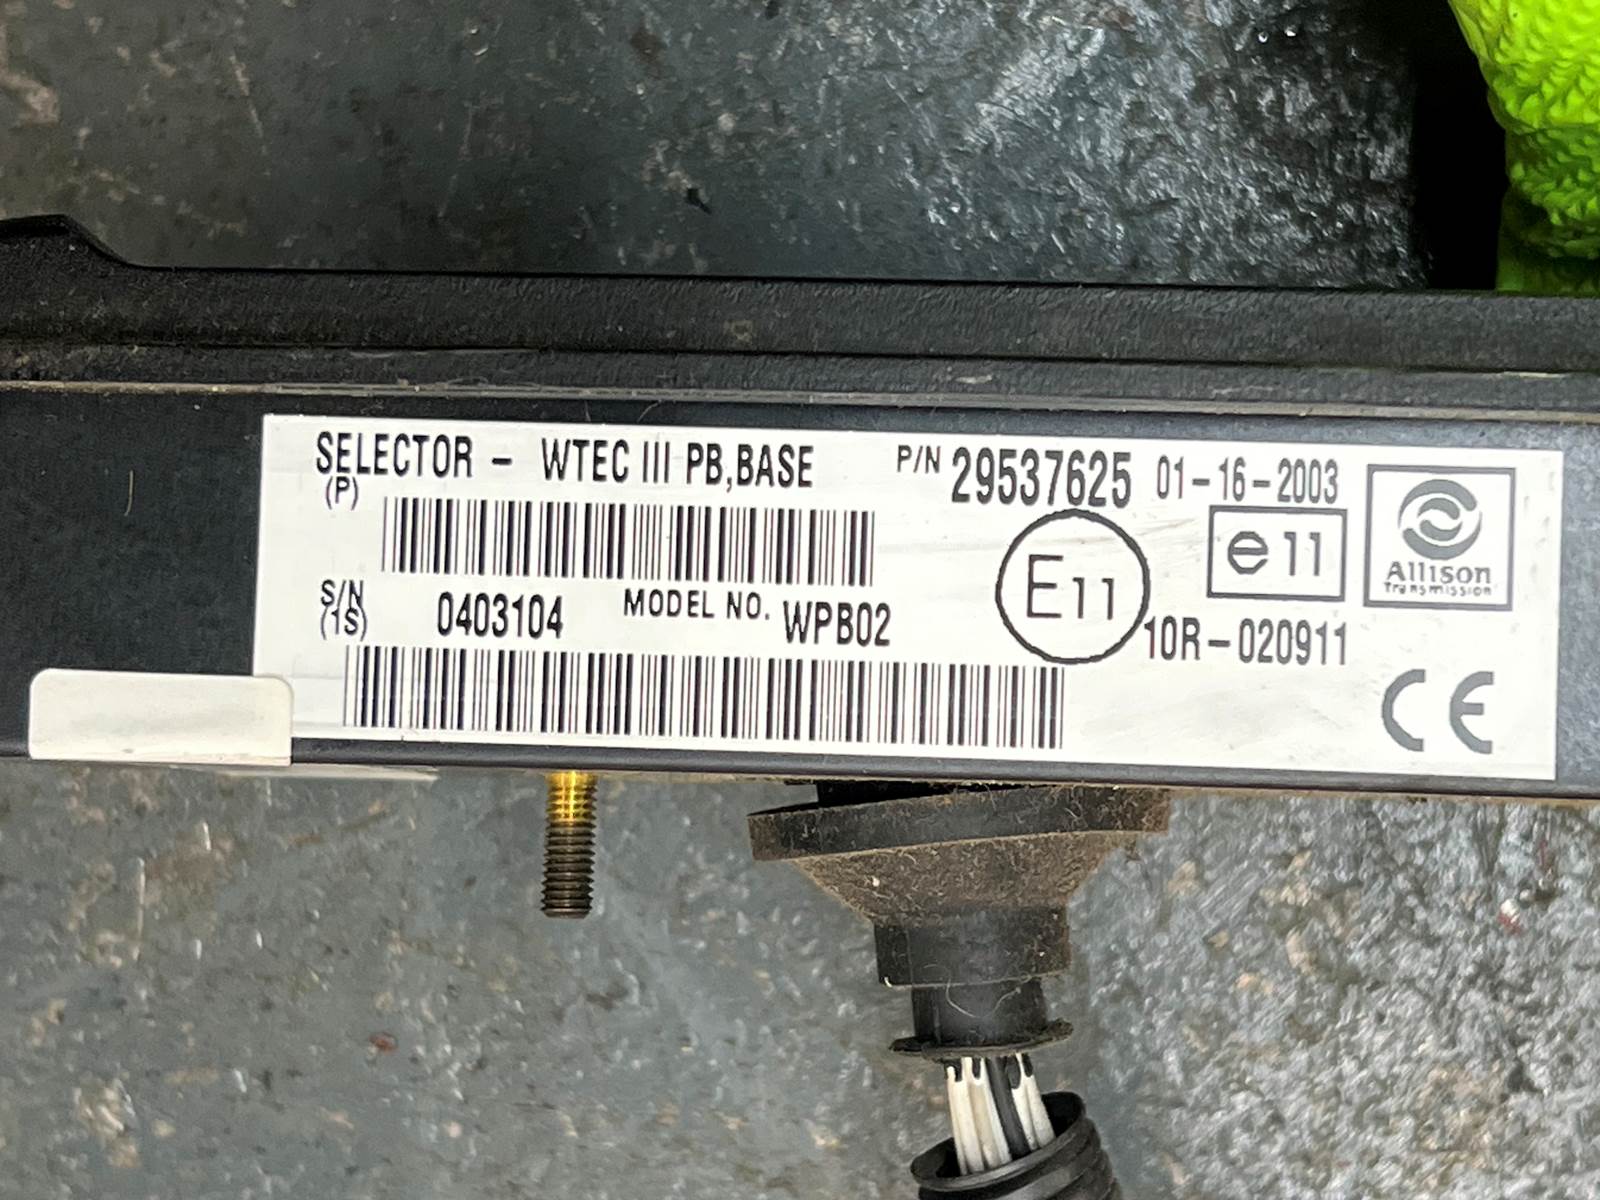 SELECTOR - WTEC III PB,BASE P/N 29537625 01-16-2003
(P)
e11
E11
Allison
Transmission
S/N
(1S) 0403104 MODEL NO. WPB02
10R-020911
CE